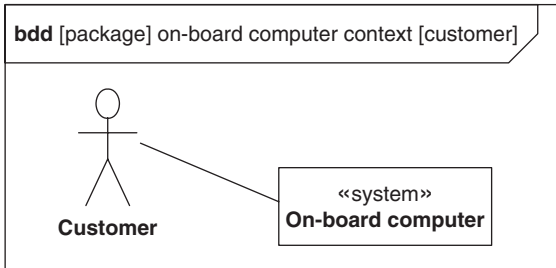 bdd [package] on-board computer context [customer]
«system»
On-board computer
Customer